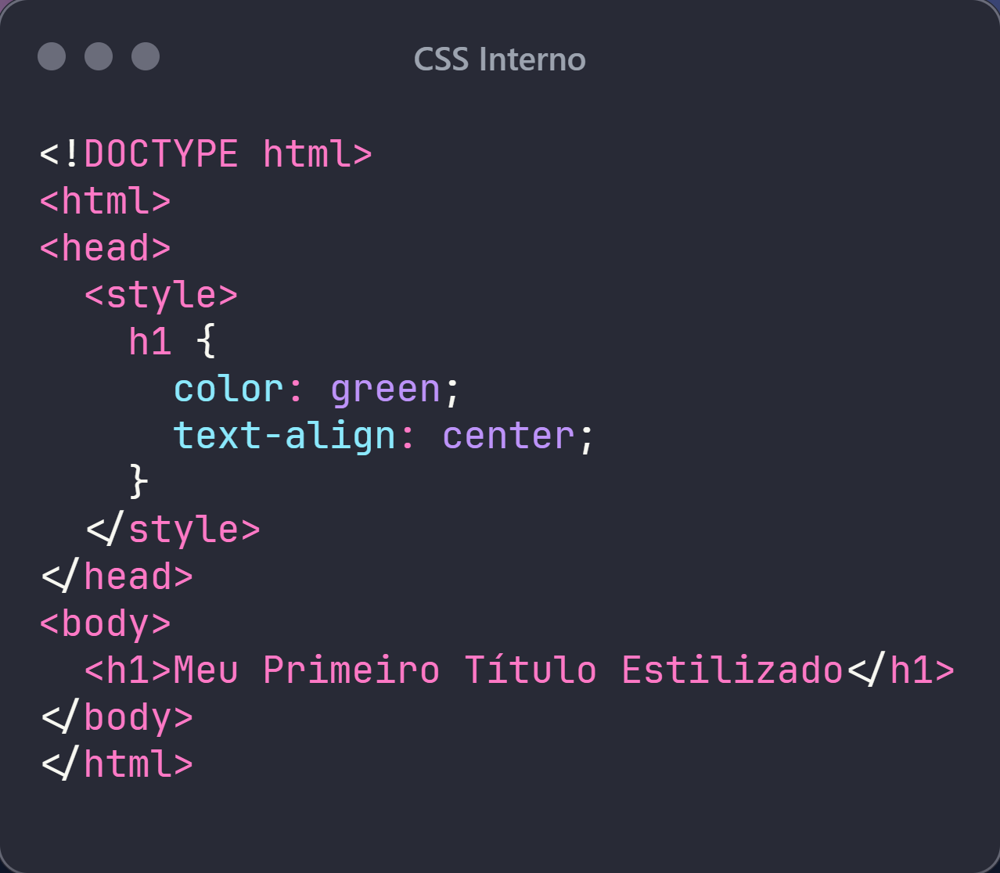 CSS Interno
<!DOCTYPE html>
<html>
<head>
  <style>
    h1 {
      color: green;
      text-align: center;
    }
  </style>
</head>
<body>
  <h1>Meu Primeiro Título Estilizado</h1>
</body>
</html>